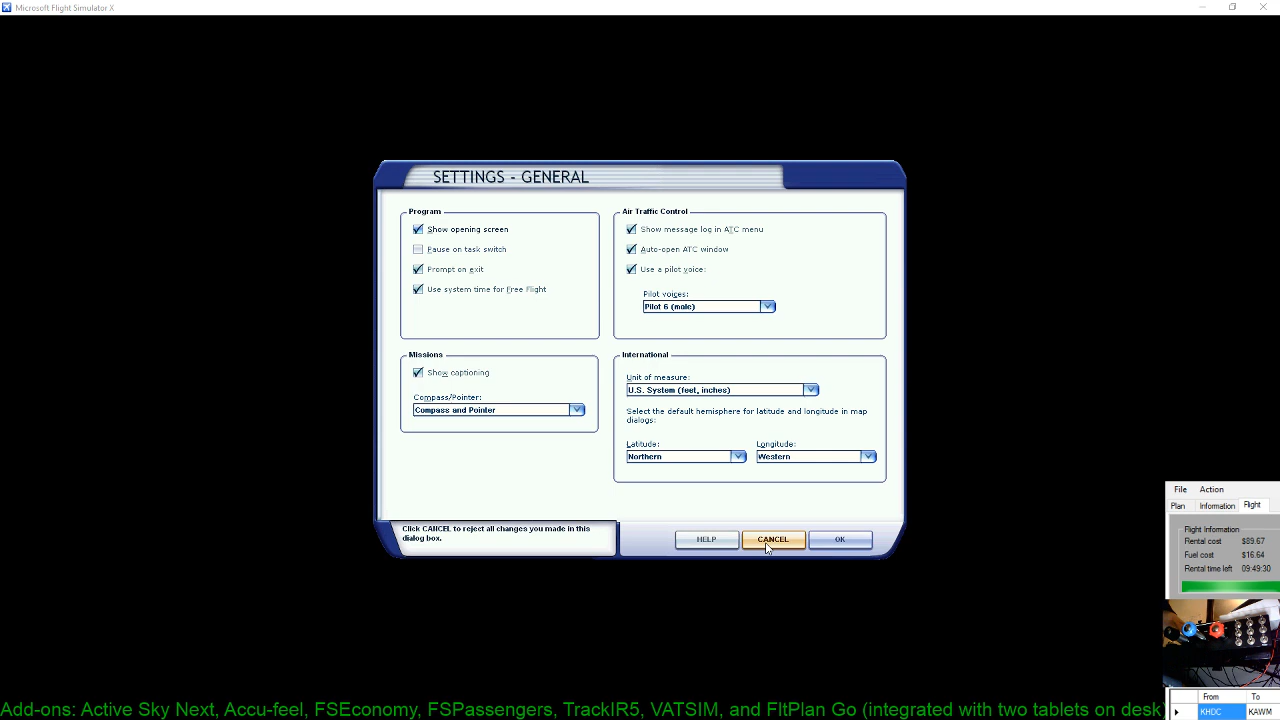 Microsoft Flight Simulator X
SETTINGS - GENERAL
Program
Show opening screen
Pause on task switch
Prompt on exit
Use system time for Free Flight
Air Traffic Control
Show message log in ATC menu
Auto-open ATC window
Use a pilot voice:
Pilot voices:
Pilot 6 (male)
Missions
Show captioning
Compass/Pointer:
Compass and Pointer
International
Unit of measure:
U.S. System (feet, inches)
Select the default hemisphere for latitude and longitude in map
dialogs:
Latitude: Longitude:
Northern Western
Click CANCEL to reject all changes you made in this
dialog box.
HELP CANCEL OK
File Action
Plan Information Flight
Flight Information
Rental cost $89.67
Fuel cost $16.64
Rental time left 09:49:30
From To
KHDC KAWM
Add-ons: Active Sky Next, Accu-feel, FSEconomy, FSPassengers, TrackIR5, VATSIM, and FltPlan Go (integrated with two tablets on desk)